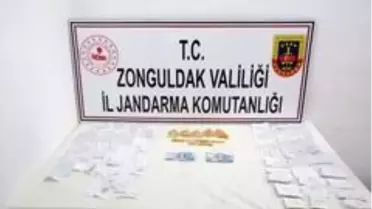 T.C.
ZONGULDAK VALİLİĞİ
İL JANDARMA KOMUTANLIĞI